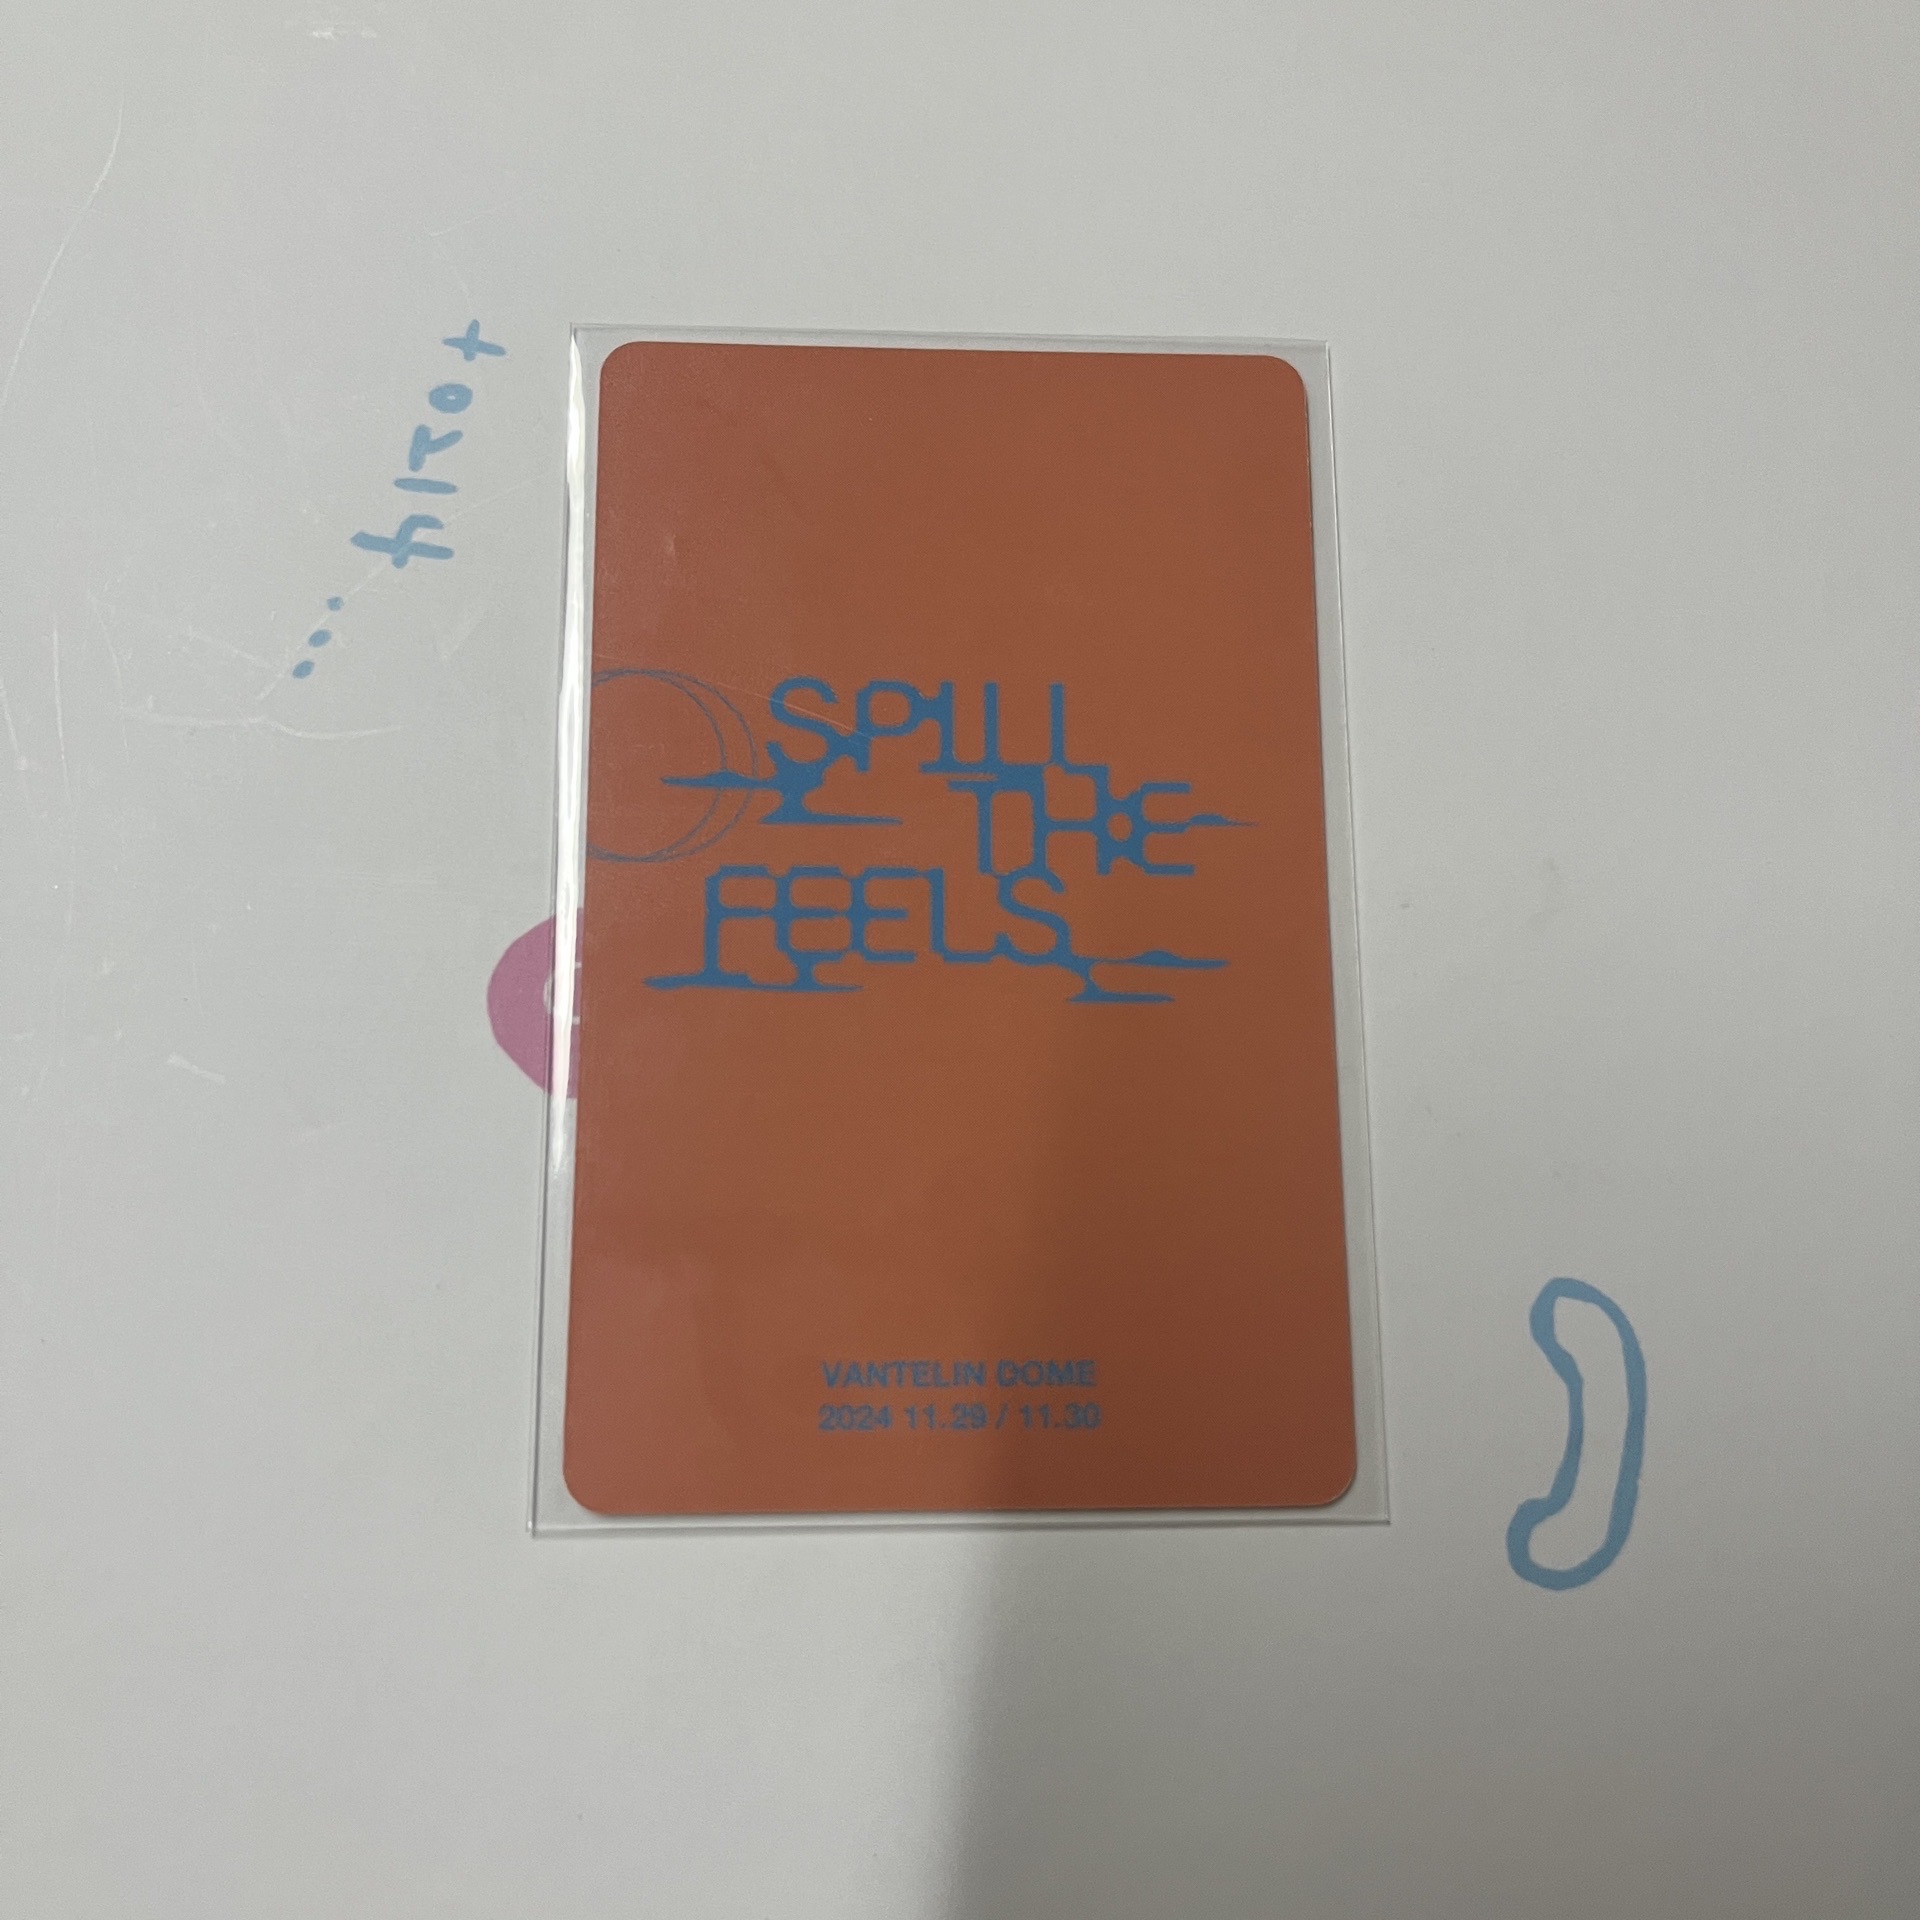 SPILL
THE
FEELS
VANTELIN DOME
2024 11.29 / 11.30